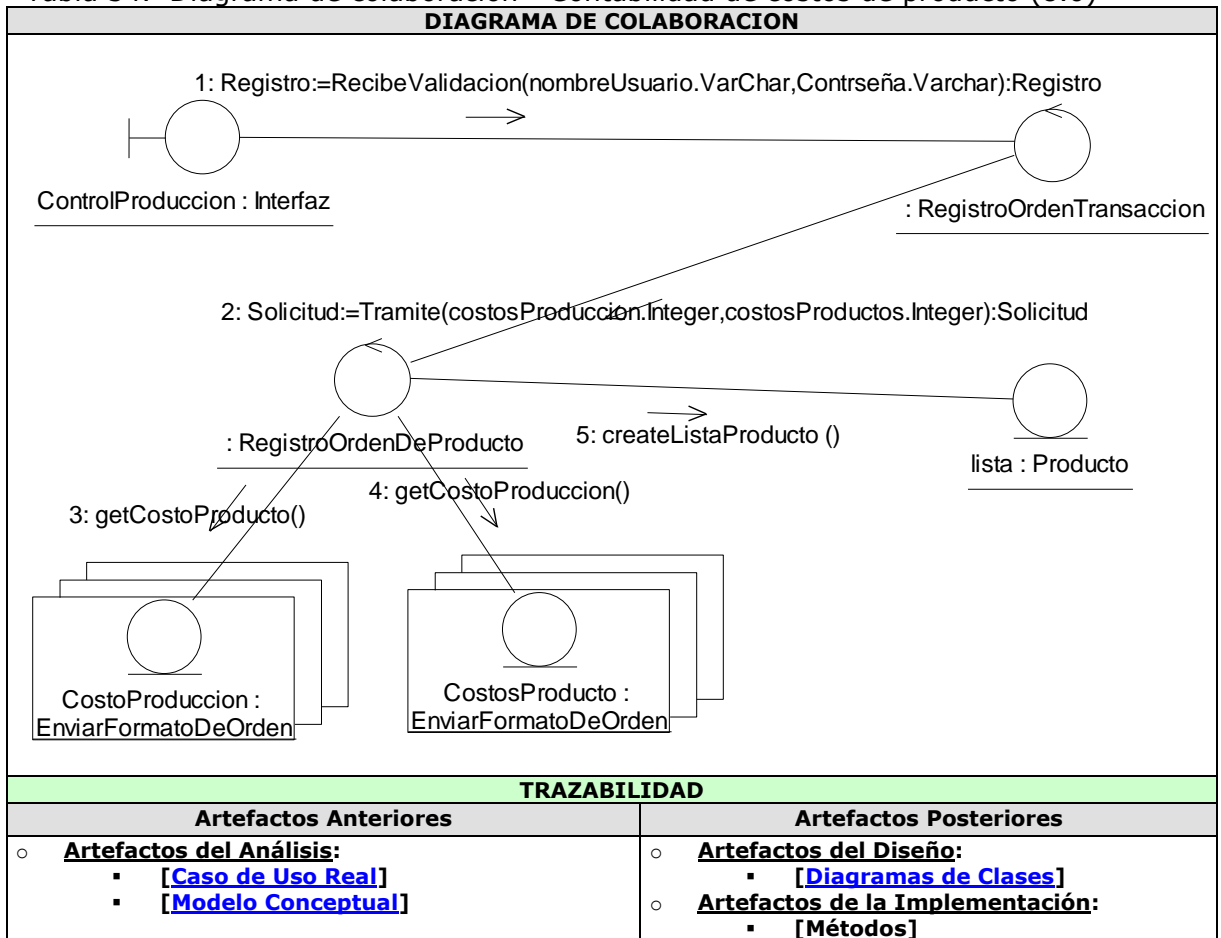 DIAGRAMA DE COLABORACION
1: Registro:=RecibeValidacion(nombreUsuario.VarChar,Contrseña.Varchar):Registro
ControlProduccion : Interfaz
: RegistroOrdenTransaccion
2: Solicitud:=Tramite(costosProduccion.Integer,costosProductos.Integer):Solicitud
: RegistroOrdenDeProducto
5: createListaProducto ()
lista : Producto
4: getCostoProduccion()
3: getCostoProducto()
CostoProduccion :
EnviarFormatoDeOrden
CostosProducto :
EnviarFormatoDeOrden
TRAZABILIDAD
Artefactos Anteriores
Artefactos Posteriores
o Artefactos del Análisis:
▪ [Caso de Uso Real]
▪ [Modelo Conceptual]
o Artefactos del Diseño:
▪ [Diagramas de Clases]
o Artefactos de la Implementación:
▪ [Métodos]